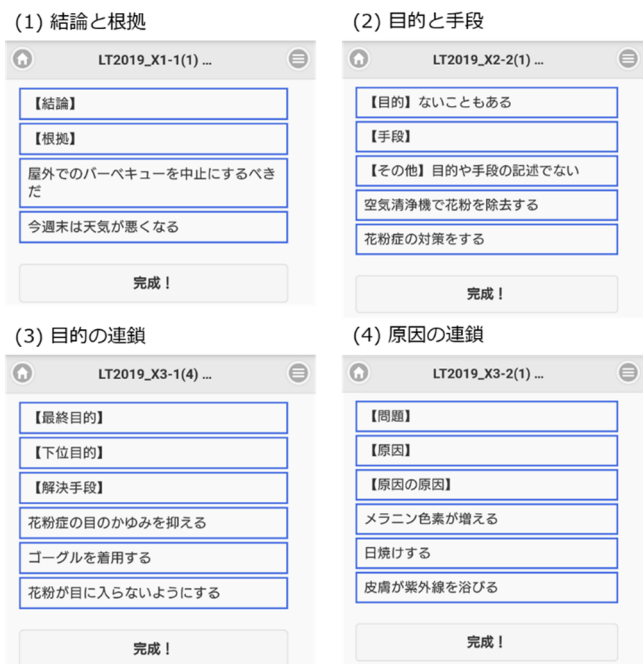 (1) 結論と根拠
LT2019_X1-1(1) ...
【結論】
【根拠】
屋外でのバーベキューを中止にするべき
だ
今週末は天気が悪くなる
完成！
(2) 目的と手段
LT2019_X2-2(1) ...
【目的】ないこともある
【手段】
【その他】目的や手段の記述でない
空気清浄機で花粉を除去する
花粉症の対策をする
完成！
(3) 目的の連鎖
LT2019_X3-1(4) ...
【最終目的】
【下位目的】
【解決手段】
花粉症の目のかゆみを抑える
ゴーグルを着用する
花粉が目に入らないようにする
完成！
(4) 原因の連鎖
LT2019_X3-2(1) ...
【問題】
【原因】
【原因の原因】
メラニン色素が増える
日焼けする
皮膚が紫外線を浴びる
完成！